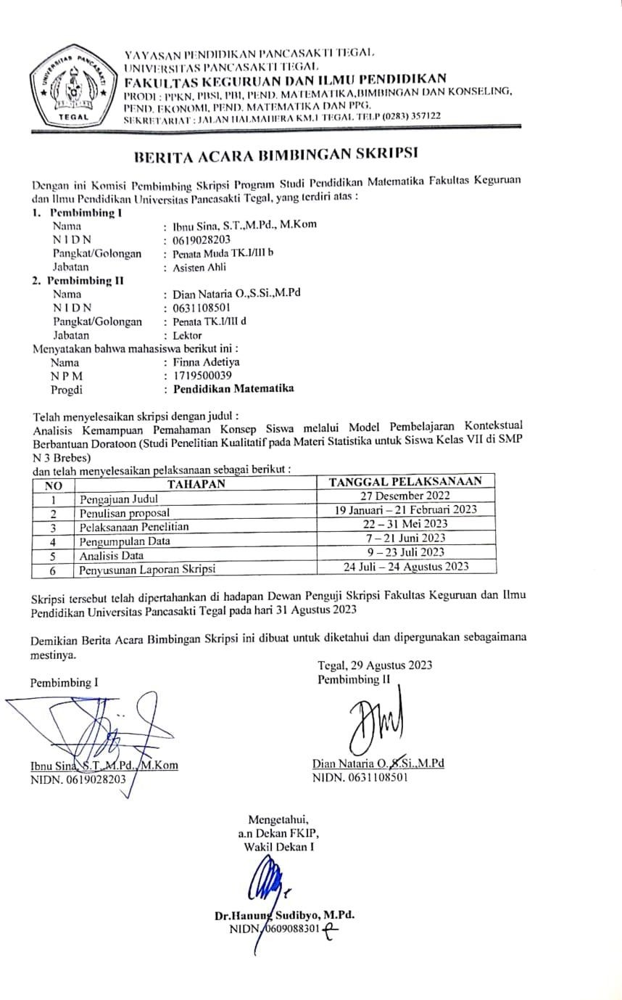 UNIVERSITAS PANCASAKTI
TEGAL
YAYASAN PENDIDIKAN PANCASAKTI TEGAL
UNIVERSITAS PANCASAKTI TEGAL
FAKULTAS KEGURUAN DAN ILMU PENDIDIKAN
PRODI : PPKN, PBSI, PBI, PEND. MATEMATIKA,BIMBINGAN DAN KONSELING,
PEND. EKONOMI, PEND. MATEMATIKA DAN PPG.
SEKRETARIAT : JALAN HALMAHERA KM.1 TEGAL TELP (0283) 357122
BERITA ACARA BIMBINGAN SKRIPSI
Dengan ini Komisi Pembimbing Skripsi Program Studi Pendidikan Matematika Fakultas Keguruan
dan Ilmu Pendidikan Universitas Pancasakti Tegal, yang terdiri atas :
1. Pembimbing I
Nama : Ibnu Sina, S.T.,M.Pd., M.Kom
N I D N : 0619028203
Pangkat/Golongan : Penata Muda TK.I/III b
Jabatan : Asisten Ahli
2. Pembimbing II
Nama : Dian Nataria O.,S.Si.,M.Pd
N I D N : 0631108501
Pangkat/Golongan : Penata TK.I/III d
Jabatan : Lektor
Menyatakan bahwa mahasiswa berikut ini :
Nama : Finna Adetiya
N P M : 1719500039
Progdi : Pendidikan Matematika
Telah menyelesaikan skripsi dengan judul :
Analisis Kemampuan Pemahaman Konsep Siswa melalui Model Pembelajaran Kontekstual
Berbantuan Doratoon (Studi Penelitian Kualitatif pada Materi Statistika untuk Siswa Kelas VII di SMP
N 3 Brebes)
dan telah menyelesaikan pelaksanaan sebagai berikut :
NO TAHAPAN TANGGAL PELAKSANAAN
1 Pengajuan Judul 27 Desember 2022
2 Penulisan proposal 19 Januari – 21 Februari 2023
3 Pelaksanaan Penelitian 22 – 31 Mei 2023
4 Pengumpulan Data 7 – 21 Juni 2023
5 Analisis Data 9 – 23 Juli 2023
6 Penyusunan Laporan Skripsi 24 Juli – 24 Agustus 2023
Skripsi tersebut telah dipertahankan di hadapan Dewan Penguji Skripsi Fakultas Keguruan dan Ilmu
Pendidikan Universitas Pancasakti Tegal pada hari 31 Agustus 2023
Demikian Berita Acara Bimbingan Skripsi ini dibuat untuk diketahui dan dipergunakan sebagaimana
mestinya.
Tegal, 29 Agustus 2023
Pembimbing I Pembimbing II
Ibnu Sina, S.T.,M.Pd., M.Kom Dian Nataria O.,S.Si.,M.Pd
NIDN. 0619028203 NIDN. 0631108501
Mengetahui,
a.n Dekan FKIP,
Wakil Dekan I
Dr.Hanung Sudibyo, M.Pd.
NIDN. 0609088301